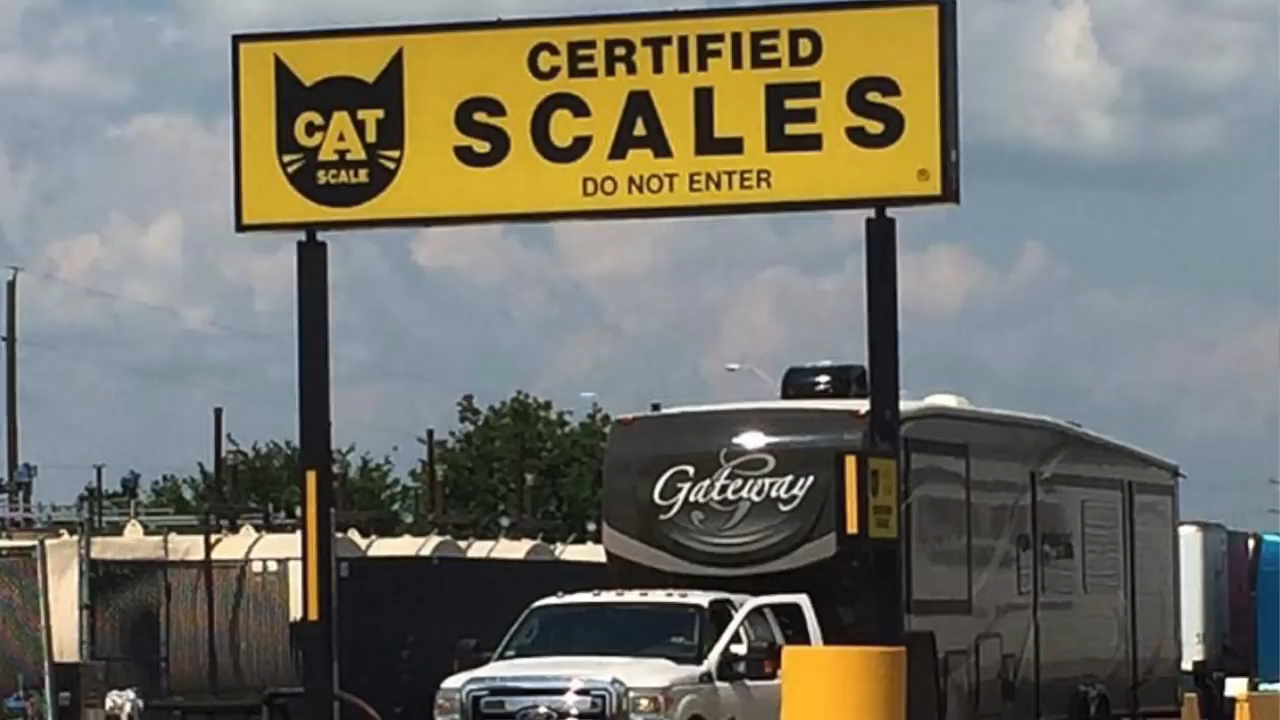 CERTIFIED
CAT
SCALE
SCALES
DO NOT ENTER
®
Gateway